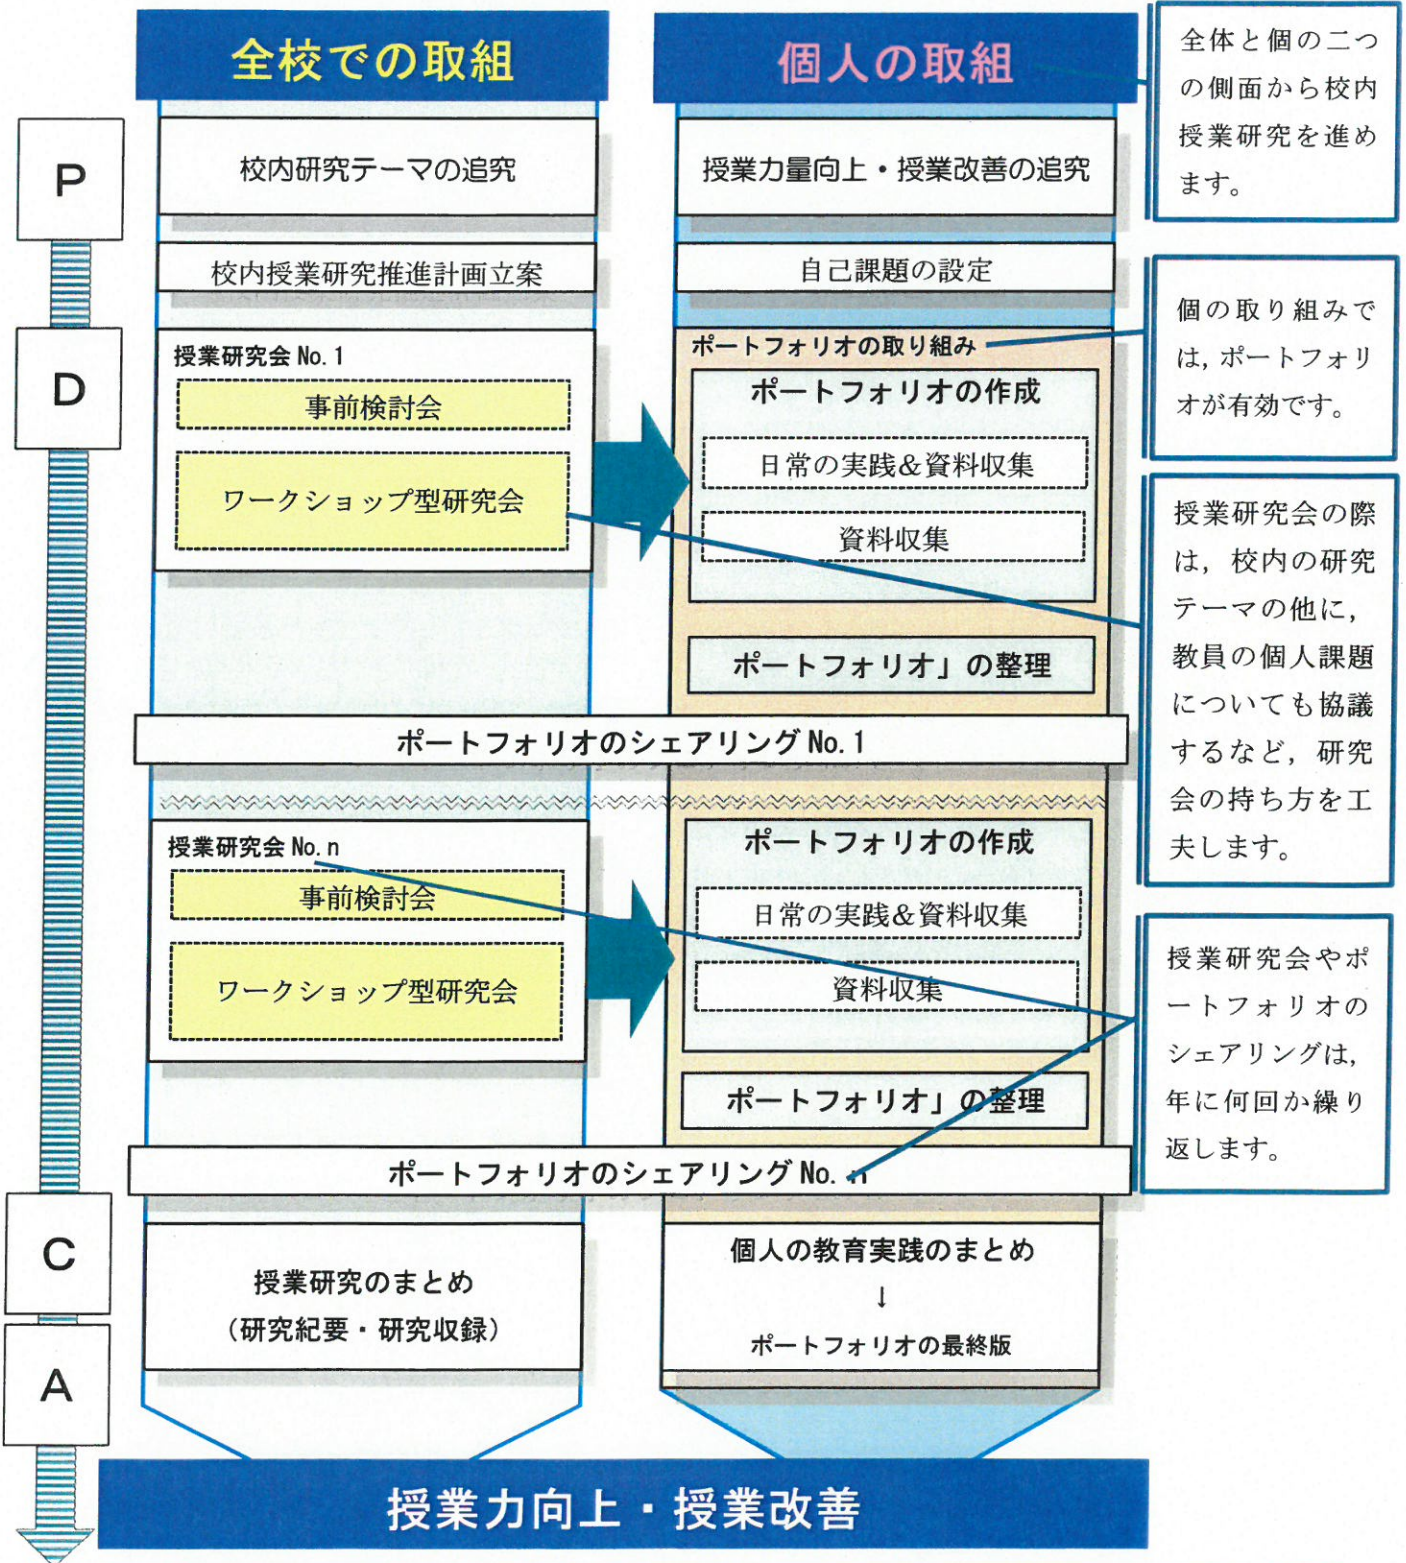 全校での取組
個人の取組
全体と個の二つ
の側面から校内
授業研究を進め
ます。
P
校内研究テーマの追究
授業力量向上・授業改善の追究
校内授業研究推進計画立案
自己課題の設定
個の取り組みで
は，ポートフォリ
オが有効です。
D
授業研究会 No.1
事前検討会
ワークショップ型研究会
ポートフォリオの取り組み
ポートフォリオの作成
日常の実践&資料収集
資料収集
ポートフォリオ」の整理
授業研究会の際
は，校内の研究
テーマの他に，
教員の個人課題
についても協議
するなど，研究
会の持ち方を工
夫します。
ポートフォリオのシェアリング No.1
授業研究会 No.n
事前検討会
ワークショップ型研究会
ポートフォリオの作成
日常の実践&資料収集
資料収集
ポートフォリオ」の整理
授業研究会やポ
ートフォリオの
シェアリングは，
年に何回か繰り
返します。
ポートフォリオのシェアリング No.n
C
授業研究のまとめ
（研究紀要・研究収録）
個人の教育実践のまとめ
↓
ポートフォリオの最終版
A
授業力向上・授業改善